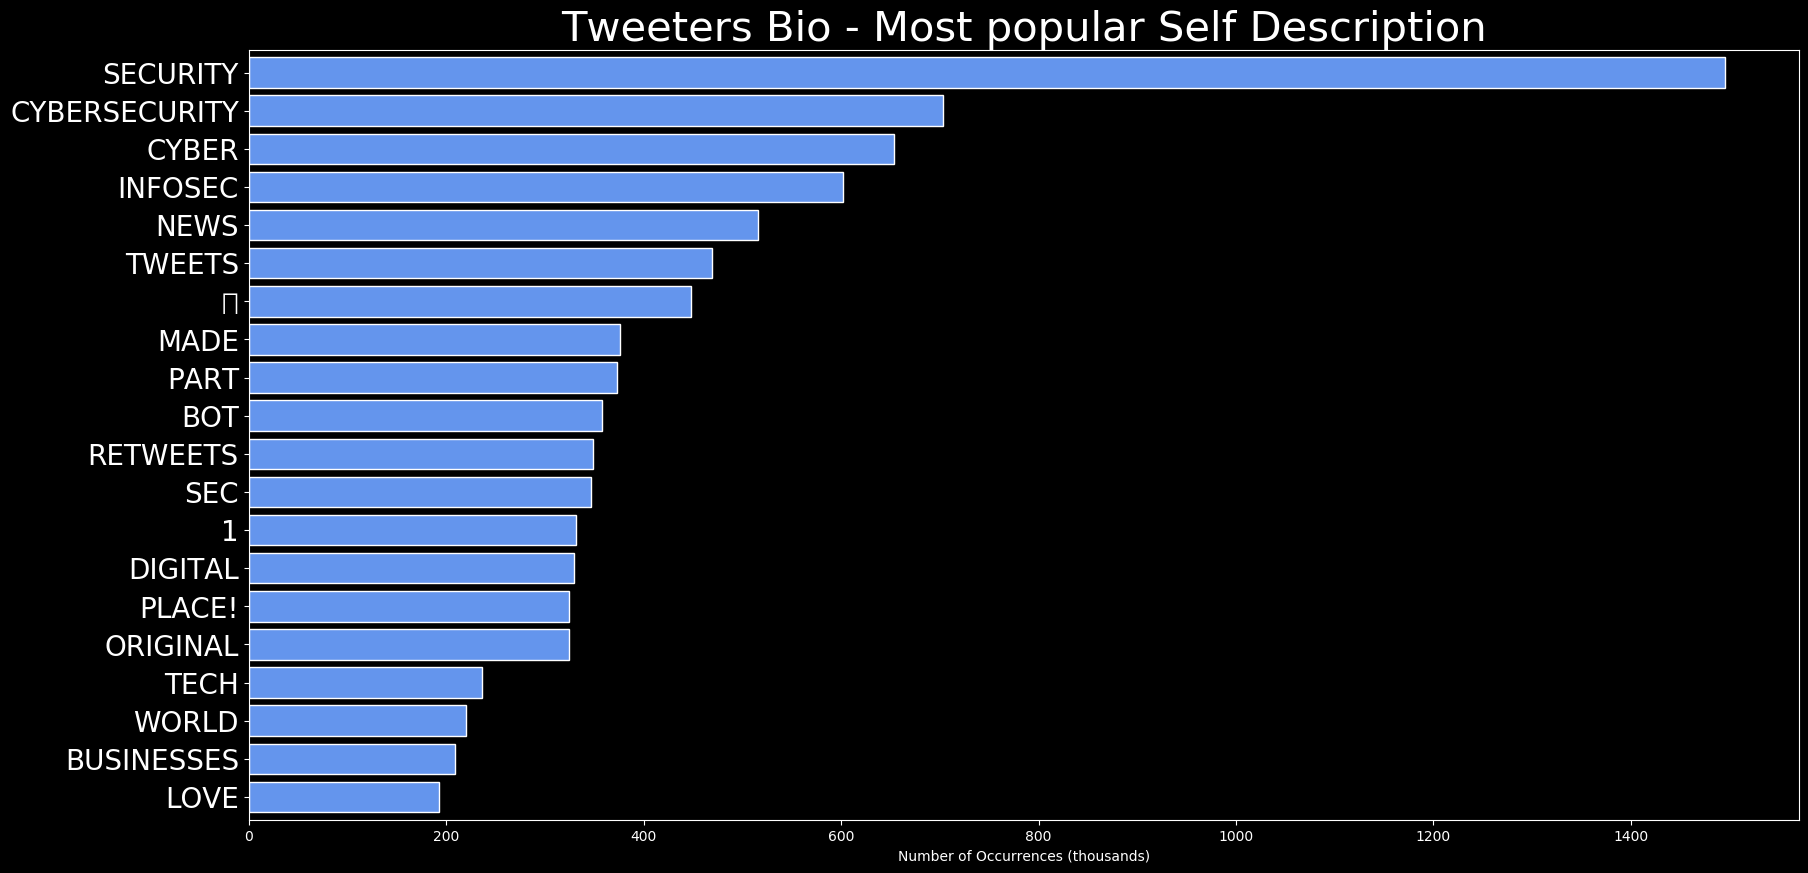 Tweeters Bio - Most popular Self Description
SECURITY
CYBERSECURITY
CYBER
INFOSEC
NEWS
TWEETS
MADE
PART
BOT
RETWEETS
SEC
1
DIGITAL
PLACE!
ORIGINAL
TECH
WORLD
BUSINESSES
LOVE
0 200 400 600 800 1000 1200 1400
Number of Occurrences (thousands)